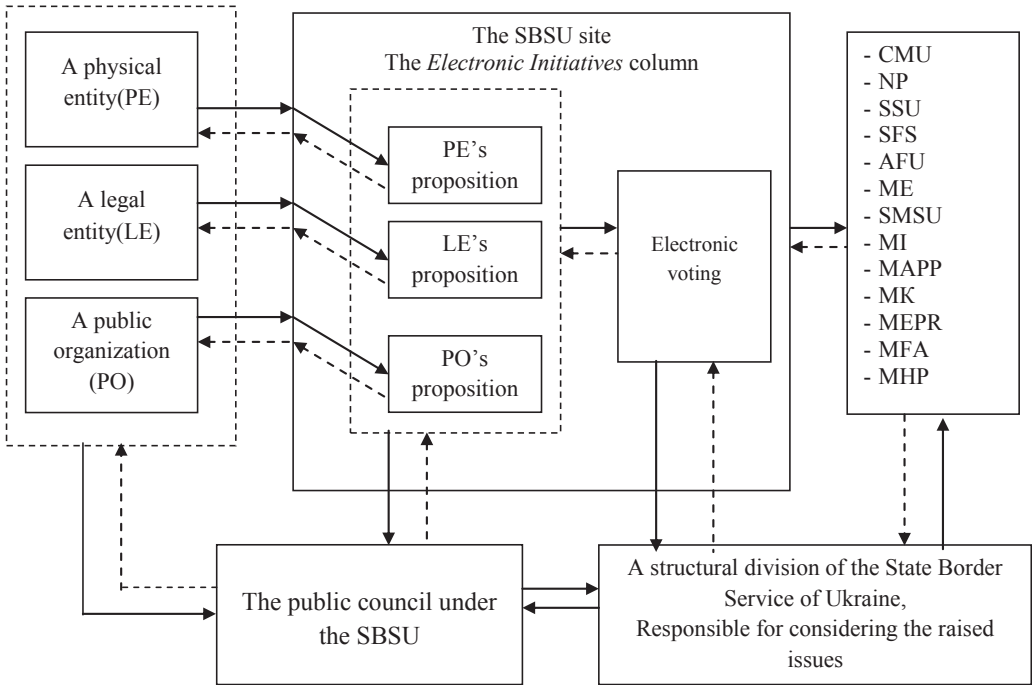 A physical
entity(PE)
A legal
entity(LE)
A public
organization
(PO)
The SBSU site
The Electronic Initiatives column
PE's
proposition
LE's
proposition
PO's
proposition
Electronic
voting
- CMU
- NP
- SSU
- SFS
- AFU
- ME
- SMSU
- MI
- MAPP
- МК
- MEPR
- MFA
- MHP
The public council under
the SBSU
A structural division of the State Border
Service of Ukraine,
Responsible for considering the raised
issues